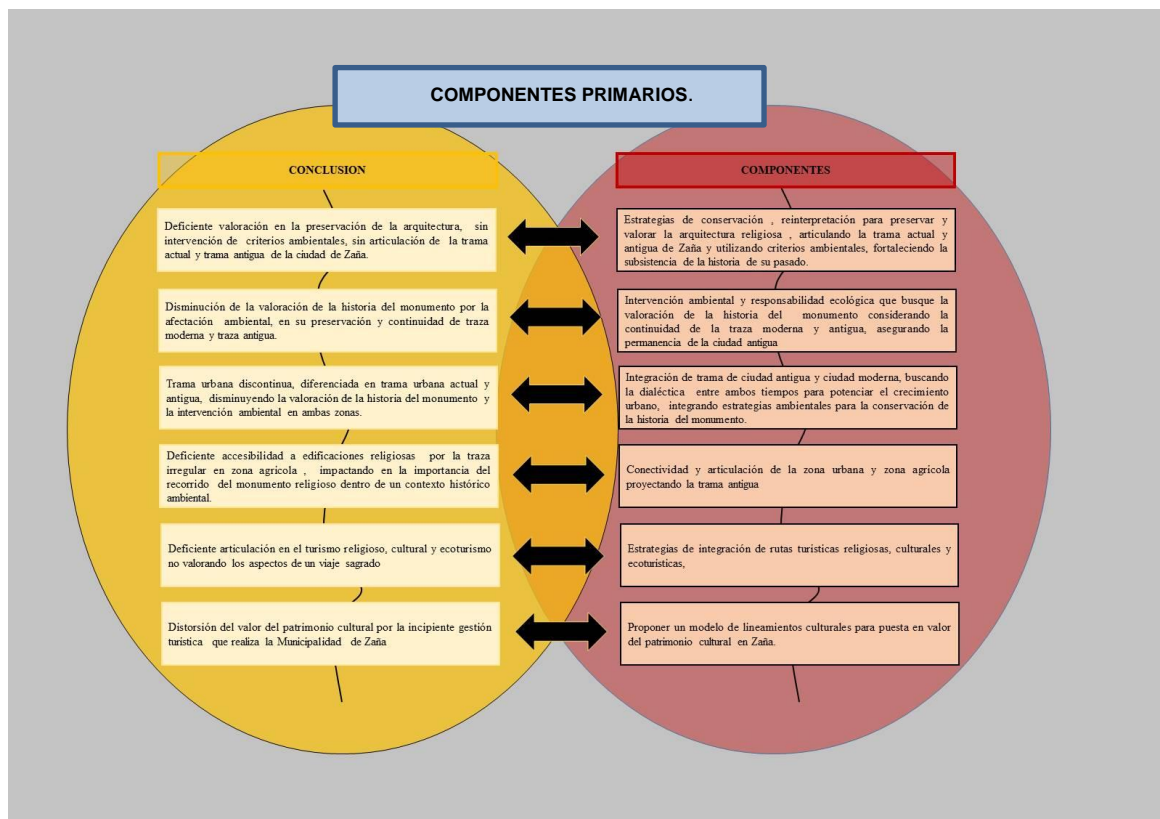 COMPONENTES PRIMARIOS.
CONCLUSION
Deficiente valoración en la preservación de la arquitectura, sin
intervención de criterios ambientales, sin articulación de la trama
actual y trama antigua de la ciudad de Zaña.
Disminución de la valoración de la historia del monumento por la
afectación ambiental, en su preservación y continuidad de traza
moderna y traza antigua.
Trama urbana discontinua, diferenciada en trama urbana actual y
antigua, disminuyendo la valoración de la historia del monumento y
la intervención ambiental en ambas zonas.
Deficiente accesibilidad a edificaciones religiosas por la traza
irregular en zona agricola , impactando en la importancia del
recorrido del monumento religioso dentro de un contexto histórico
ambiental.
Deficiente articulación en el turismo religioso, cultural y ecoturismo
no valorando los aspectos de un viaje sagrado
Distorsión del valor del patrimonio cultural por la incipiente gestión
turística que realiza la Municipalidad de Zaña
COMPONENTES
Estrategias de conservación , reinterpretación para preservar y
valorar la arquitectura religiosa , articulando la trama actual y
antigua de Zaña y utilizando criterios ambientales, fortaleciendo la
subsistencia de la historia de su pasado.
Intervención ambiental y responsabilidad ecológica que busque la
valoración de la historia del monumento considerando la
continuidad de la traza moderna y antigua, asegurando la
permanencia de la ciudad antigua
Integración de trama de ciudad antigua y ciudad moderna, buscando
la dialéctica entre ambos tiempos para potenciar el crecimiento
urbano, integrando estrategias ambientales para la conservación de
la historia del monumento.
Conectividad y articulación de la zona urbana y zona agrícola
proyectando la trama antigua
Estrategias de integración de rutas turisticas religiosas, culturales y
ecoturisticas,
Proponer un modelo de lineamientos culturales para puesta en valor
del patrimonio cultural en Zaña.